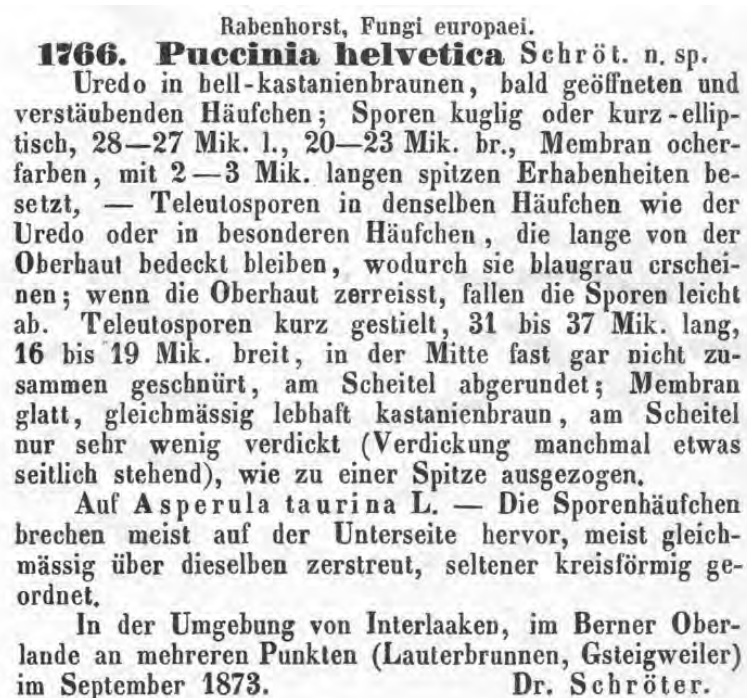 Rabenhorst, Fungi europaei.
1766. Puccinia helvetica Schröt. n. sp.
Uredo in hell-kastanienbraunen, bald geöffneten und
verstäubenden Häufchen; Sporen kuglig oder kurz-ellip-
tisch, 28—27 Mik. l., 20—23 Mik. br., Membran ocher-
farben, mit 2—3 Mik. langen spitzen Erhabenheiten be-
setzt, — Teleutosporen in denselben Häufchen wie der
Uredo oder in besonderen Häufchen, die lange von der
Oberhaut bedeckt bleiben, wodurch sie blaugrau erschei-
nen; wenn die Oberhaut zerreisst, fallen die Sporen leicht
ab. Teleutosporen kurz gestielt, 31 bis 37 Mik. lang,
16 bis 19 Mik. breit, in der Mitte fast gar nicht zu-
sammen geschnürt, am Scheitel abgerundet; Membran
glatt, gleichmässig lebhaft kastanienbraun, am Scheitel
nur sehr wenig verdickt (Verdickung manchmal etwas
seitlich stehend), wie zu einer Spitze ausgezogen.
Auf Asperula taurina L. — Die Sporenhäufchen
brechen meist auf der Unterseite hervor, meist gleich-
mässig über dieselben zerstreut, seltener kreisförmig ge-
ordnet.
In der Umgebung von Interlaaken, im Berner Ober-
lande an mehreren Punkten (Lauterbrunnen, Gsteigweiler)
im September 1873. Dr. Schröter.